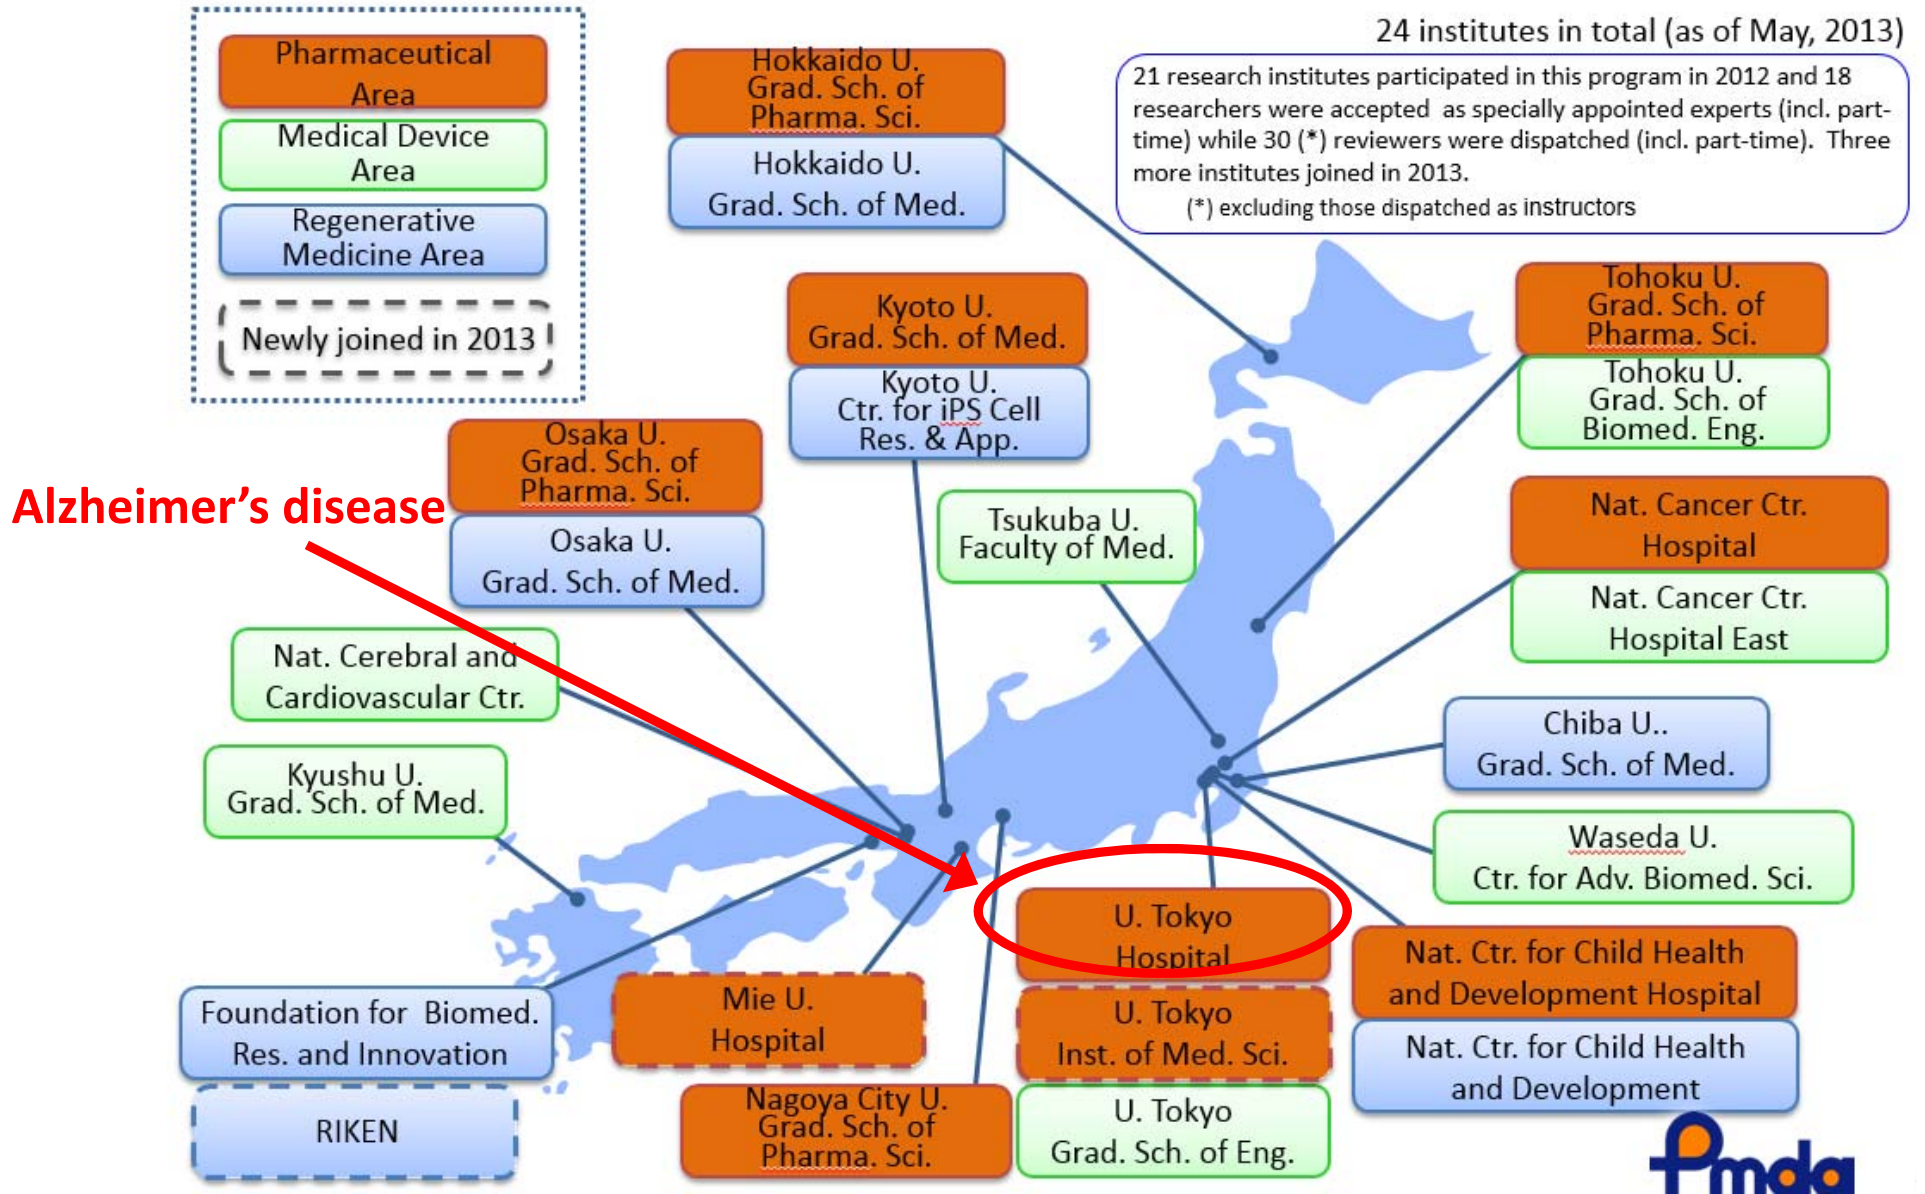 Pharmaceutical
Area
Medical Device
Area
Regenerative
Medicine Area
Newly joined in 2013
24 institutes in total (as of May, 2013)
21 research institutes participated in this program in 2012 and 18
researchers were accepted as specially appointed experts (incl. part-
time) while 30 (*) reviewers were dispatched (incl. part-time). Three
more institutes joined in 2013.
(*) excluding those dispatched as instructors
Hokkaido U.
Grad. Sch. of
Pharma. Sci.
Hokkaido U.
Grad. Sch. of Med.
Kyoto U.
Grad. Sch. of Med.
Kyoto U.
Ctr. for iPS Cell
Res. & App.
Tohoku U.
Grad. Sch. of
Pharma. Sci.
Tohoku U.
Grad. Sch. of
Biomed. Eng.
Osaka U.
Grad. Sch. of
Pharma. Sci.
Osaka U.
Grad. Sch. of Med.
Alzheimer’s disease
Tsukuba U.
Faculty of Med.
Nat. Cancer Ctr.
Hospital
Nat. Cancer Ctr.
Hospital East
Nat. Cerebral and
Cardiovascular Ctr.
Kyushu U.
Grad. Sch. of Med.
Chiba U..
Grad. Sch. of Med.
Waseda U.
Ctr. for Adv. Biomed. Sci.
U. Tokyo
Hospital
U. Tokyo
Inst. of Med. Sci.
U. Tokyo
Grad. Sch. of Eng.
Nat. Ctr. for Child Health
and Development Hospital
Nat. Ctr. for Child Health
and Development
Foundation for Biomed.
Res. and Innovation
RIKEN
Mie U.
Hospital
Nagoya City U.
Grad. Sch. of
Pharma. Sci.
Pmda